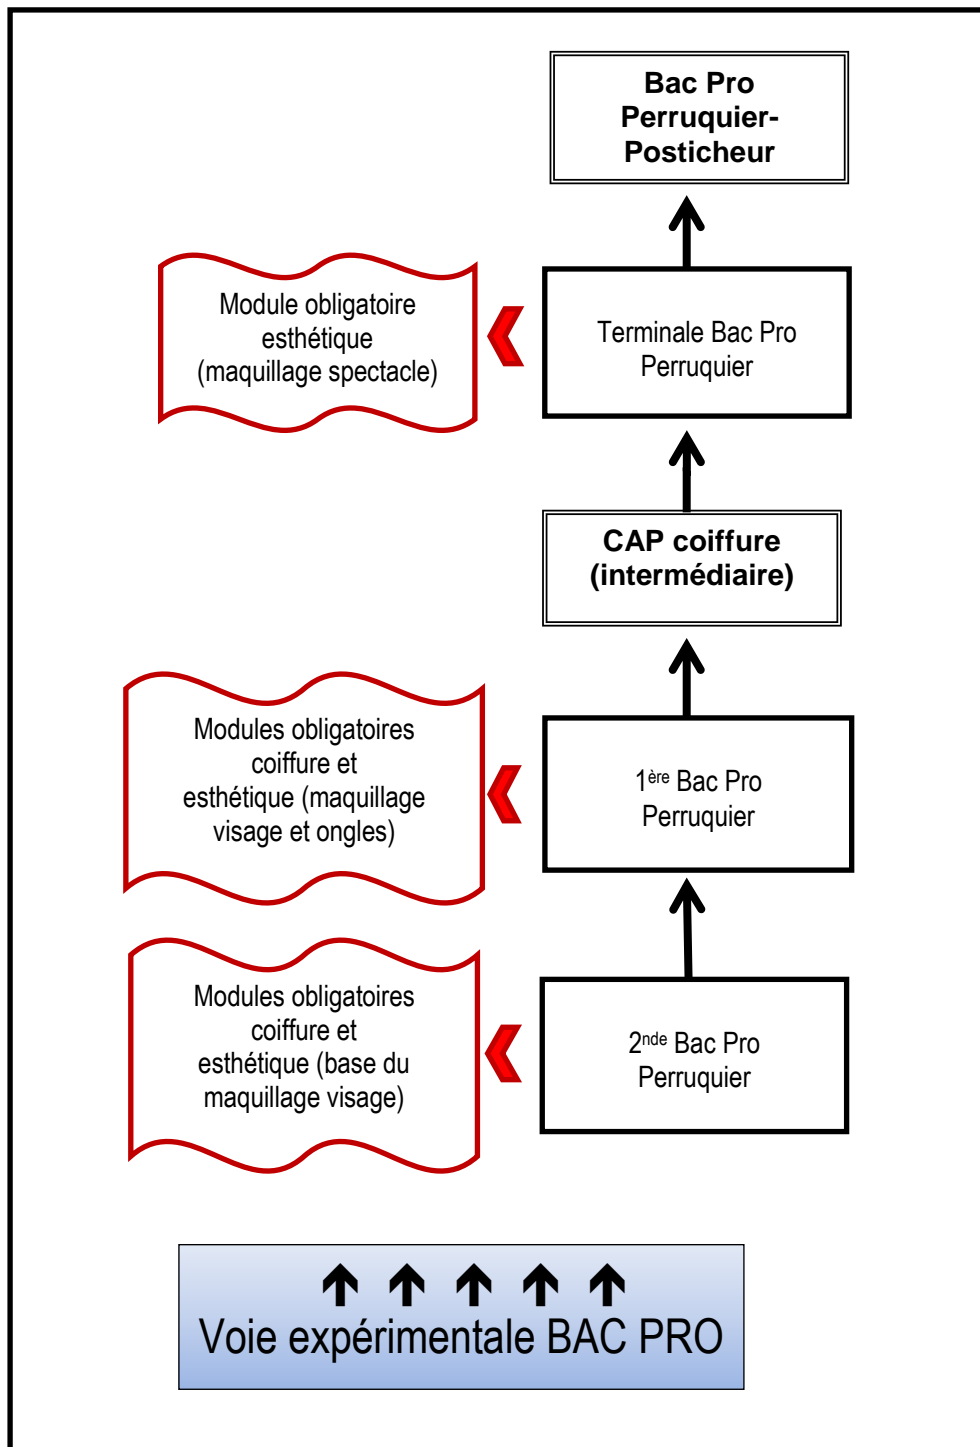 Bac Pro
Perruquier-
Posticheur
Module obligatoire
esthétique
(maquillage spectacle)
Terminale Bac Pro
Perruquier
CAP coiffure
(intermédiaire)
Modules obligatoires
coiffure et
esthétique (maquillage
visage et ongles)
1ère Bac Pro
Perruquier
Modules obligatoires
coiffure et
esthétique (base du
maquillage visage)
2nde Bac Pro
Perruquier
Voie expérimentale BAC PRO